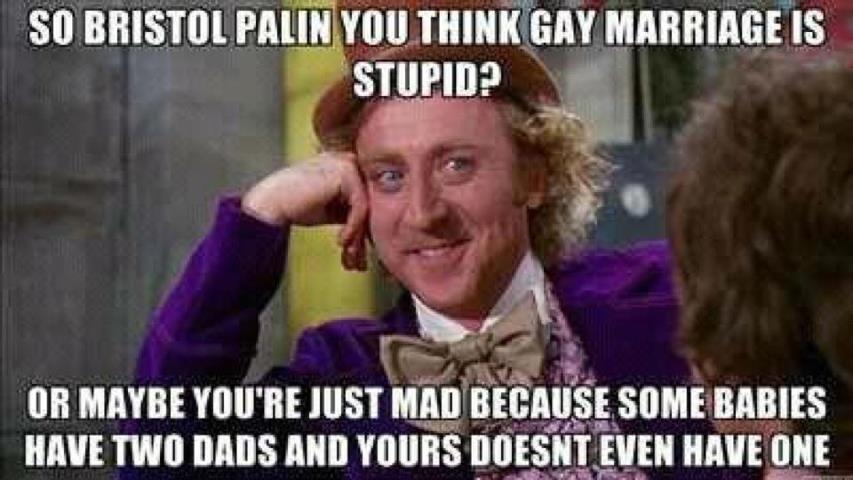 SO BRISTOL PALIN YOU THINK GAY MARRIAGE IS
STUPID?
OR MAYBE YOU'RE JUST MAD BECAUSE SOME BABIES
HAVE TWO DADS AND YOURS DOESNT EVEN HAVE ONE